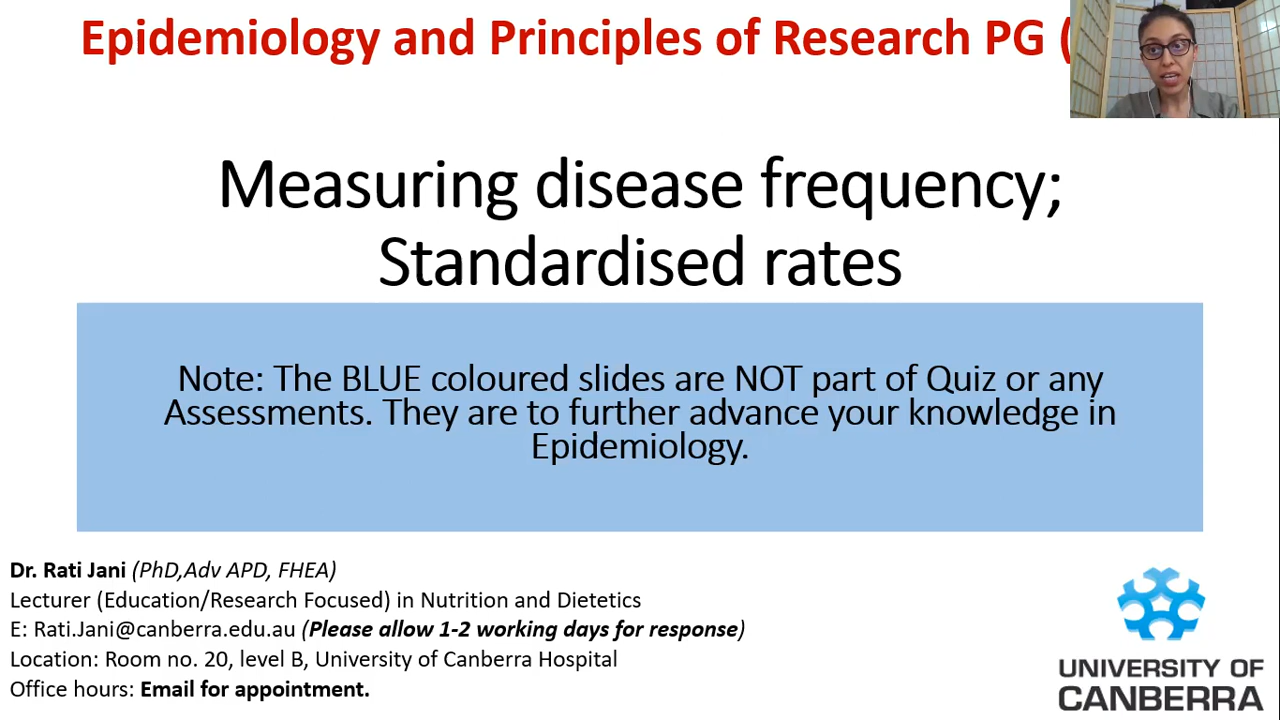 Epidemiology and Principles of Research PG (
Measuring disease frequency;
Standardised rates
Note: The BLUE coloured slides are NOT part of Quiz or any
Assessments. They are to further advance your knowledge in
Epidemiology.
Dr. Rati Jani (PhD,Adv APD, FHEA)
Lecturer (Education/Research Focused) in Nutrition and Dietetics
E: Rati.Jani@canberra.edu.au (Please allow 1-2 working days for response)
Location: Room no. 20, level B, University of Canberra Hospital
Office hours: Email for appointment.
UNIVERSITY OF
CANBERRA